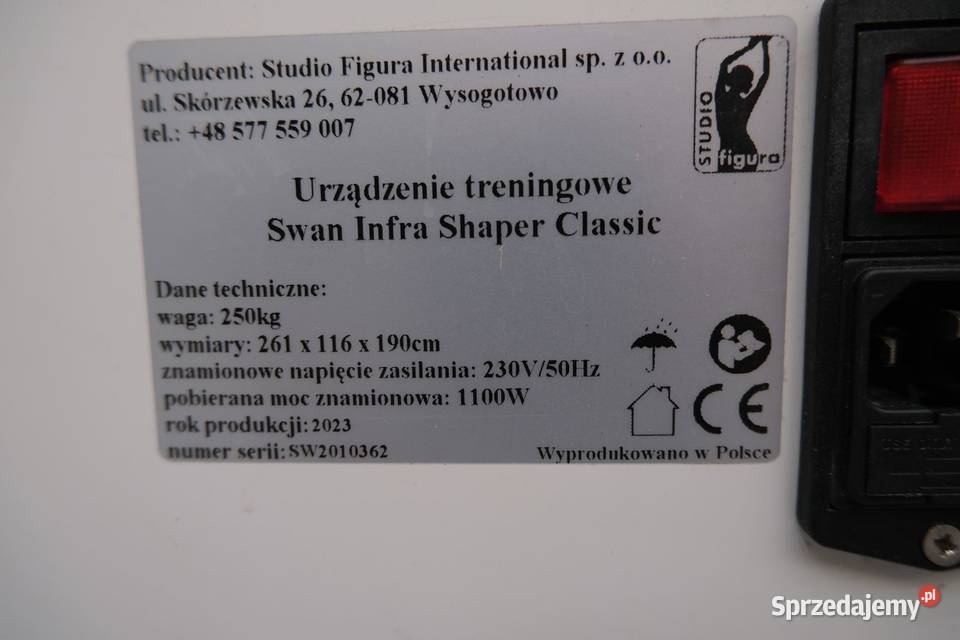 Producent: Studio Figura International sp. z o.o.
ul. Skórzewska 26, 62-081 Wysogotowo
tel.: +48 577 559 007
STUDIO
figura
Urządzenie treningowe
Swan Infra Shaper Classic
Dane techniczne:
waga: 250kg
wymiary: 261 x 116 x 190cm
znamionowe napięcie zasilania: 230V/50Hz
pobierana moc znamionowa: 1100W
rok produkcji: 2023
numer serii: SW2010362
CE
Wyprodukowano w Polsce
Sprzedajemy.pl